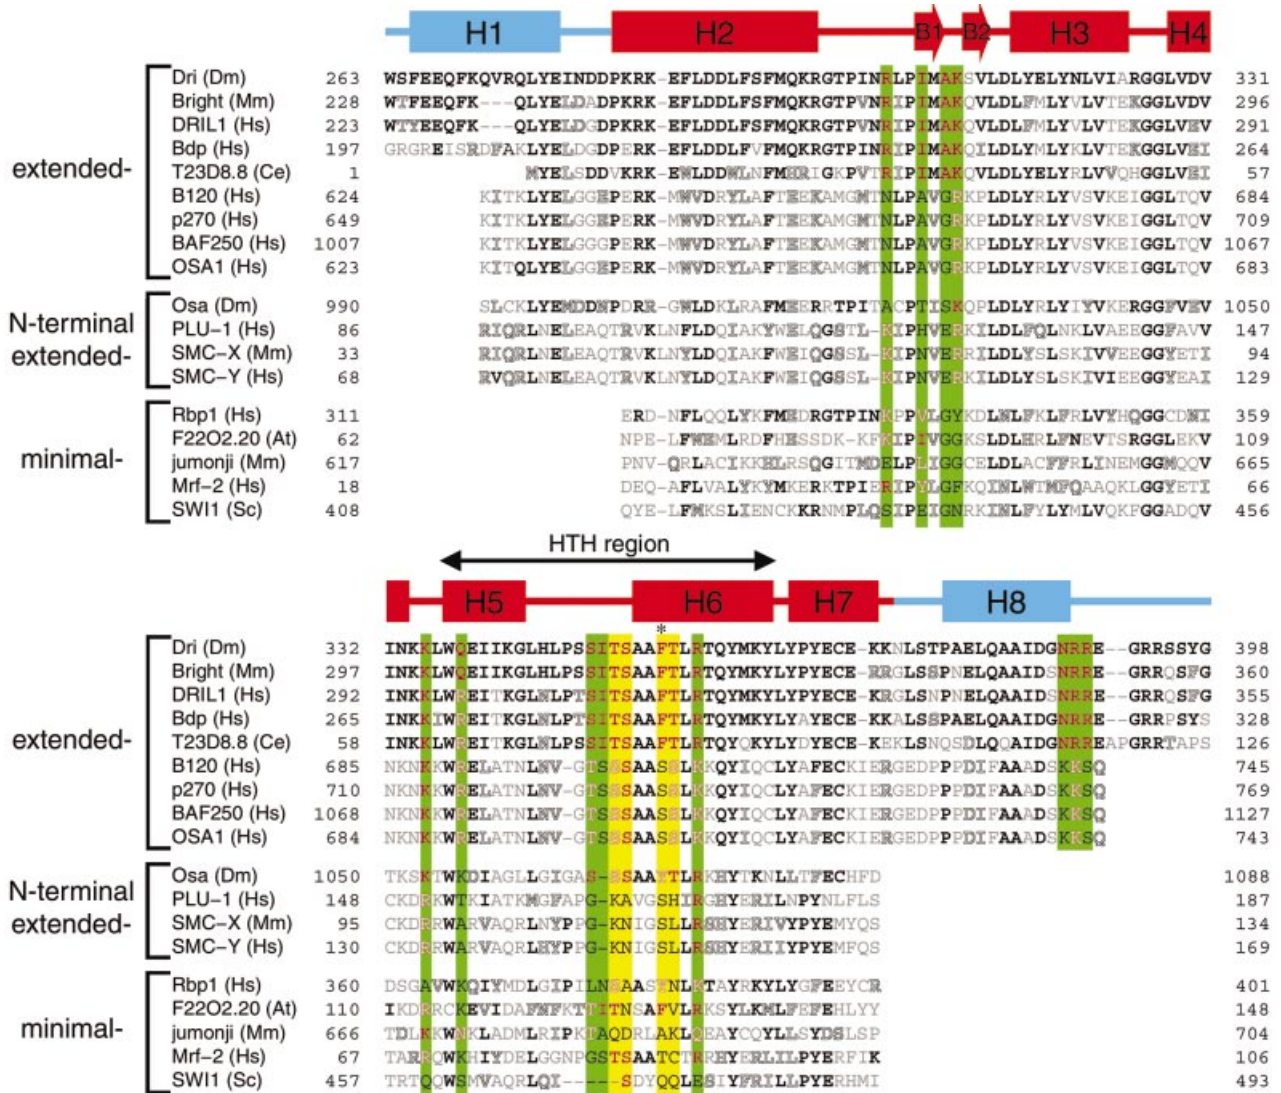 H1 H2 B1 B2 H3 H4
extended-
Dri (Dm) 263 WSFEEQFKQVRQLYEINDDPKRK-EFLDDLFSFMQKRGTPINRLPIMAKSVLDLYELYNLVIARGGLVDV 331
Bright (Mm) 228 WTFEEQFK---QLYELDADPKRK-EFLDDLFSFMQKRGTPVNRIPIMAKQVLDLFMLYVLVTEKGGLVDV 296
DRIL1 (Hs) 223 WTYEEQFK---QLYELDGDPKRK-EFLDDLFSFMQKRGTPVNRIPIMAKQVLDLFMLYVLVTEKGGLVEV 291
Bdp (Hs) 197 GRGREISRDFAKLYELDGDPERK-EFLDDLFVFMQKRGTPINRIPIMAKQILDLYMLYKLVTEKGGLVEI 264
T23D8.8 (Ce) 1 MYELSDDVKRK-EWLDDWLNFMHRIGKPVTRIPIMAKQVLDLYELYRLVVQHGGLVEI 57
B120 (Hs) 624 KITKLYELGGEPERK-MWVDRYLAFTEEKAMGMTNLPAVGRKPLDLYRLYVSVKEIGGLTQV 684
p270 (Hs) 649 KITKLYELGGEPERK-MWVDRYLAFTEEKAMGMTNLPAVGRKPLDLYRLYVSVKEIGGLTQV 709
BAF250 (Hs) 1007 KITKLYELGGGPERK-MWVDRYLAFTEEKAMGMTNLPAVGRKPLDLYRLYVSVKEIGGLTQV 1067
OSA1 (Hs) 623 KITQLYELGGEPERK-MWVDRYLAFTEEKAMGMTNLPAVGRKPLDLYRLYVSVKEIGGLTQV 683
N-terminal
extended-
Osa (Dm) 990 SLCKLYEMDDNPDRR-GWLDKLRAFMEERRTPITACPTISKQPLDLYRLYIYVKERGGFVEV 1050
PLU-1 (Hs) 86 RIQRLNELEAQTRVKLNFLDQIAKYWELQGSTL-KIPHVERKILDLFQLNKLVAEEGGFAVV 147
SMC-X (Mm) 33 RIQRLNELEAQTRVKLNYLDQIAKFWEIQGSSL-KIPNVERRILDLYSLSKIVVEEGGYETI 94
SMC-Y (Hs) 68 RVQRLNELEAQTRVKLNYLDQIAKFWEIQGSSL-KIPNVERKILDLYSLSKIVIEEGGYEAI 129
minimal-
Rbp1 (Hs) 311 ERD-NFLQQLYKFMEDRGTPINKPPVLGYKDLNLFKLFRLVYHQGGCDNI 359
F22O2.20 (At) 62 NPE-LFWEMLRDFHESSDK-KFKIPIVGGKSLDLHRLFNEVTSRGGLEKV 109
jumonji (Mm) 617 PNV-QRLACIKKHLRSQGITMDELPLIGGCELDLACFFRLINEMGGMQQV 665
Mrf-2 (Hs) 18 DEQ-AFLVALYKYMKERKTPIERIPYLGFKQINLWTMFQAAQKLGGYETI 66
SWI1 (Sc) 408 QYE-LFMKSLIENCKKRNMPLQSIPEIGNRKINLFYLYMLVQKFGGADQV 456
HTH region
H5 H6 H7 H8
*
extended-
Dri (Dm) 332 INKKLWQEIIKGLHLPSSITSAAFTLRTQYMKYLYPYECE-KKNLSTPAELQAAIDGNRRE--GRRSSYG 398
Bright (Mm) 297 INKKLWQEIIKGLNLPTSITSAAFTLRTQYMKYLYPYECE-KRGLSSPNELQAAIDGNRRE--GRRQSFG 360
DRIL1 (Hs) 292 INKKLWREITKGLNLPTSITSAAFTLRTQYMKYLYPYECE-KRGLSNPNELQAAIDGNRRE--GRRQSFG 355
Bdp (Hs) 265 INKKIWREITKGLNLPTSITSAAFTLRTQYMKYLYAYECE-KKALSSPAELQAAIDGNRRE--GRRPSYS 328
T23D8.8 (Ce) 58 INKKLWREITKGLNLPSSITSAAFTLRTQYQKYLYDYECE-KEKLSNQSDLQQAIDGNRREAPGRRTAPS 126
B120 (Hs) 685 NKNKKWRELATNLNV-GTSSSAASSLKKQYIQCLYAFECKIERGEDPPPDIFAAADSKKSQ 745
p270 (Hs) 710 NKNKKWRELATNLNV-GTSSSAASSLKKQYIQCLYAFECKIERGEDPPPDIFAAADSKKSQ 769
BAF250 (Hs) 1068 NKNKKWRELATNLNV-GTSSSAASSLKKQYIQCLYAFECKIERGEDPPPDIFAAADSKKSQ 1127
OSA1 (Hs) 684 NKNKKWRELATNLNV-GTSSSAASSLKKQYIQCLYAFECKIERGEDPPPDIFAAADSKKSQ 743
N-terminal
extended-
Osa (Dm) 1050 TKSKTWKDIAGLLGIGAS-SSAAYTLRKHYTKNLLTFECHFD 1088
PLU-1 (Hs) 148 CKDRKWTKIATKMGFAPG-KAVGSHIRGHYERILNPYNLFLS 187
SMC-X (Mm) 95 CKDRRWARVAQRLNYPPG-KNIGSLLRSHYERIIYPYEMYQS 134
SMC-Y (Hs) 130 CKDRRWARVAQRLHYPPG-KNIGSLLRSHYERIIYPYEMFQS 169
minimal-
Rbp1 (Hs) 360 DSGAVWKQIYMDLGIPILNSAASYNLKTAYRKYLYGFEEYCR 401
F22O2.20 (At) 110 IKDRRCKEVIDAFNFKTTITNSAFVLRKSYLKMLFEFEHLYY 148
jumonji (Mm) 666 TDLKKWNKLADMLRIPKTAQDRLAKLQEAYCQYLLSYDSLSP 704
Mrf-2 (Hs) 67 TARRQWKHIYDELGGNPGSTSAATCTRRHYERLILPYERFIK 106
SWI1 (Sc) 457 TRTQQWSMVAQRLQI----SDYQQLESIYFRILLPYERHMI 493